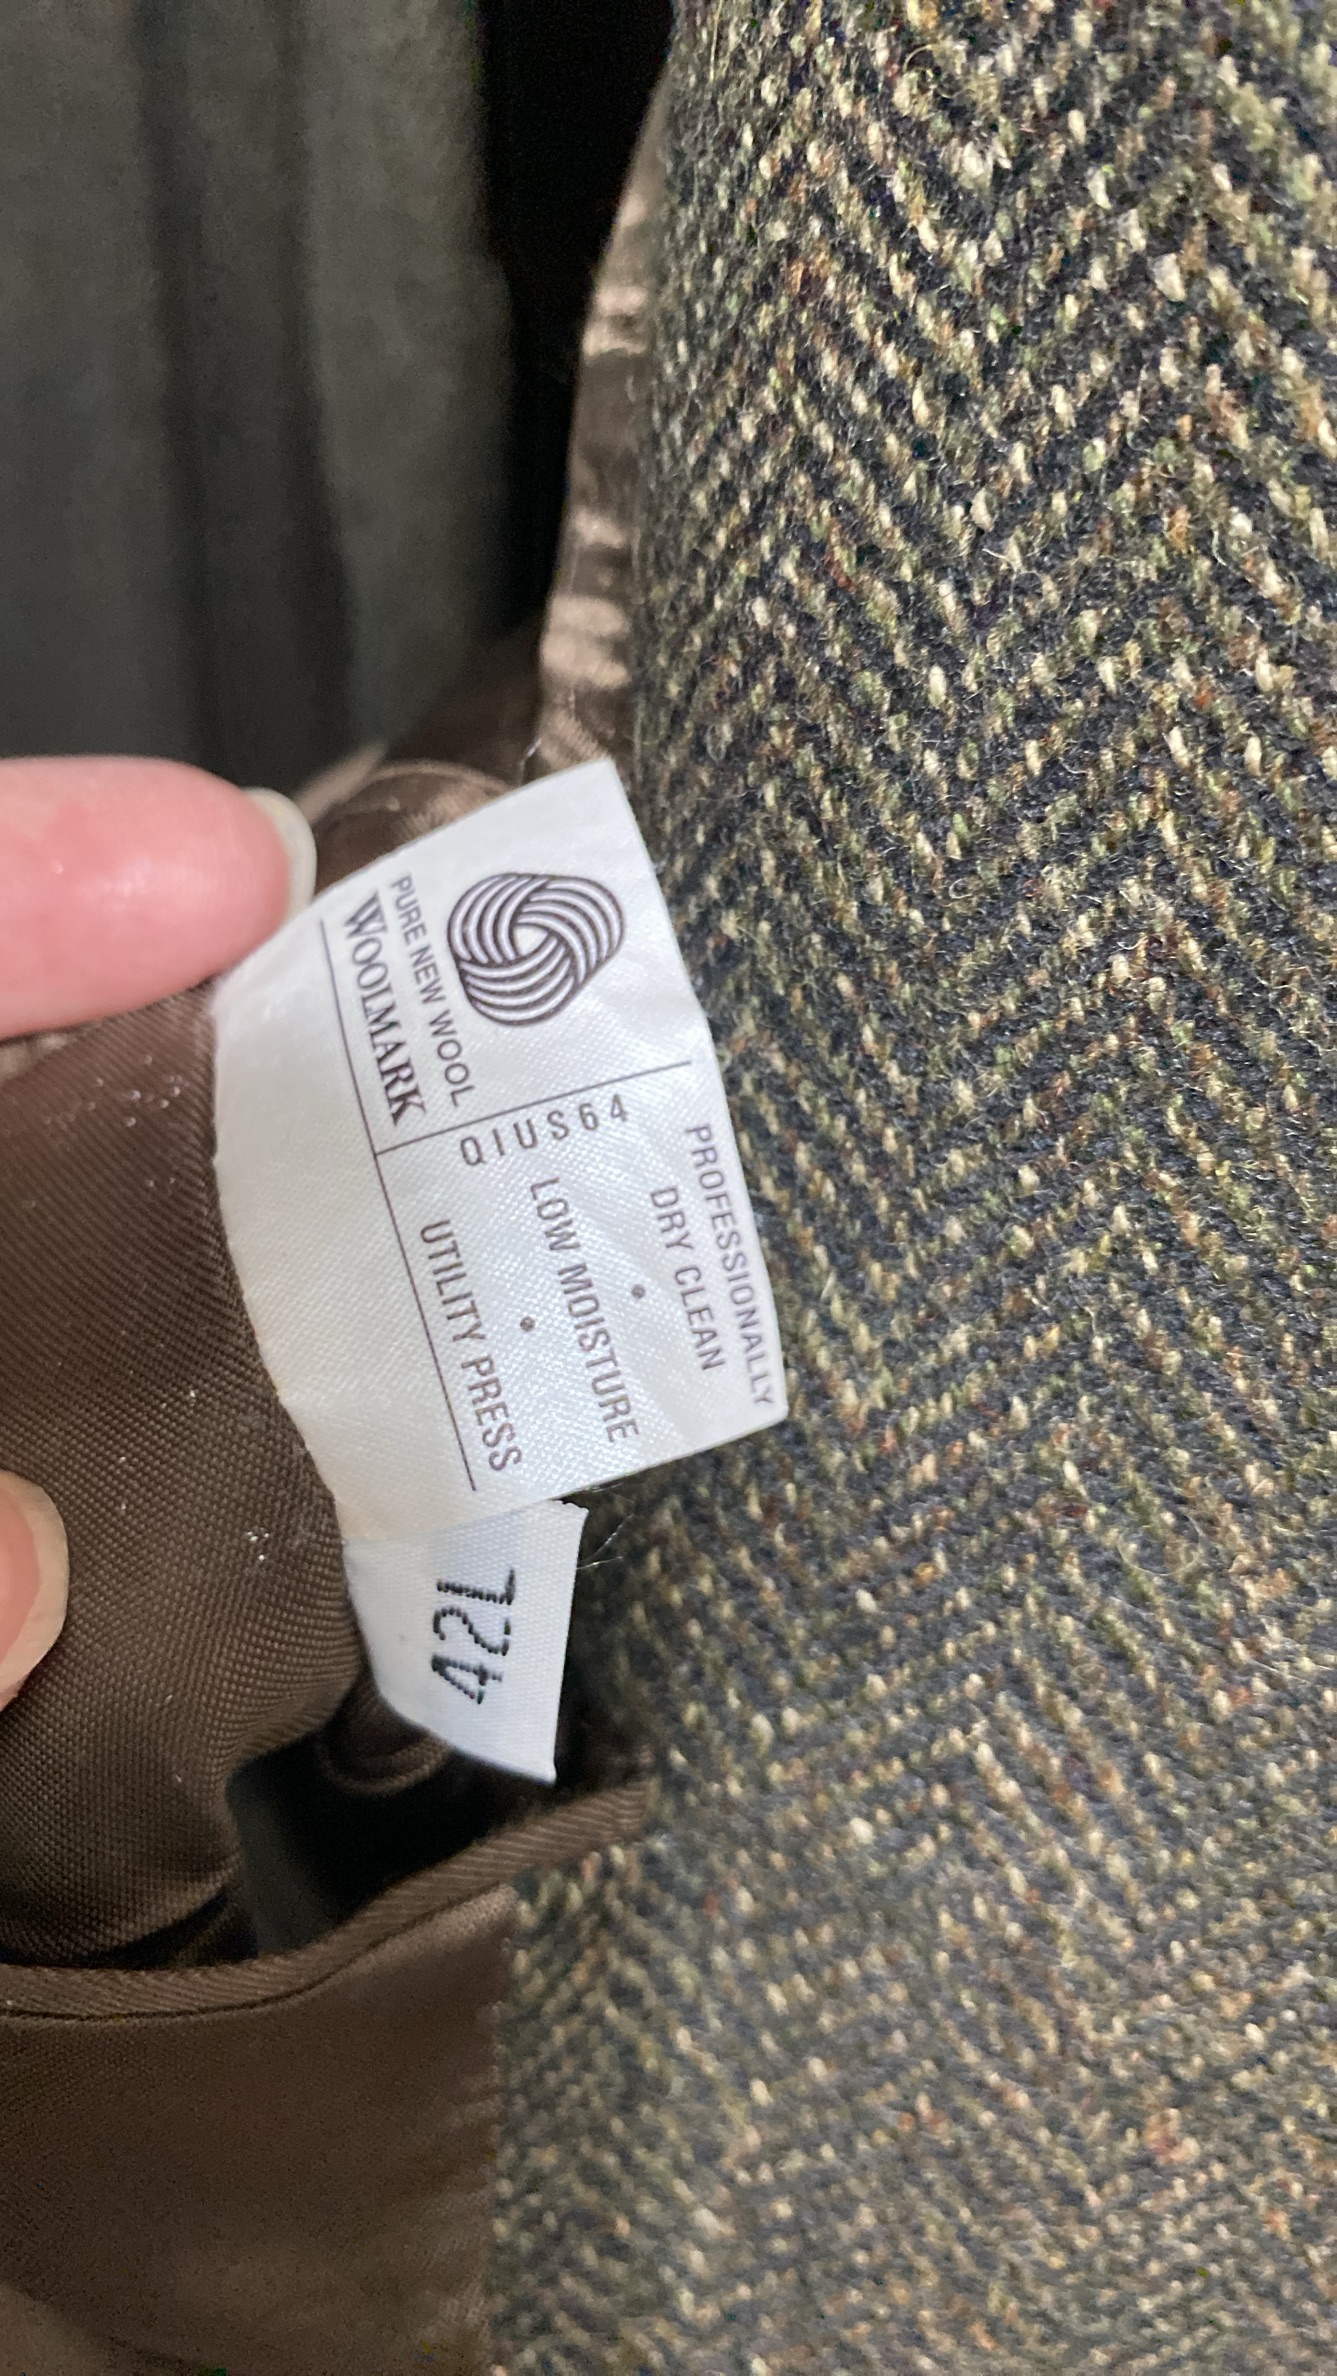 PURE NEW WOOL
WOOLMARK
QIUS64
PROFESSIONALLY
DRY CLEAN
•
LOW MOISTURE
•
UTILITY PRESS
42L